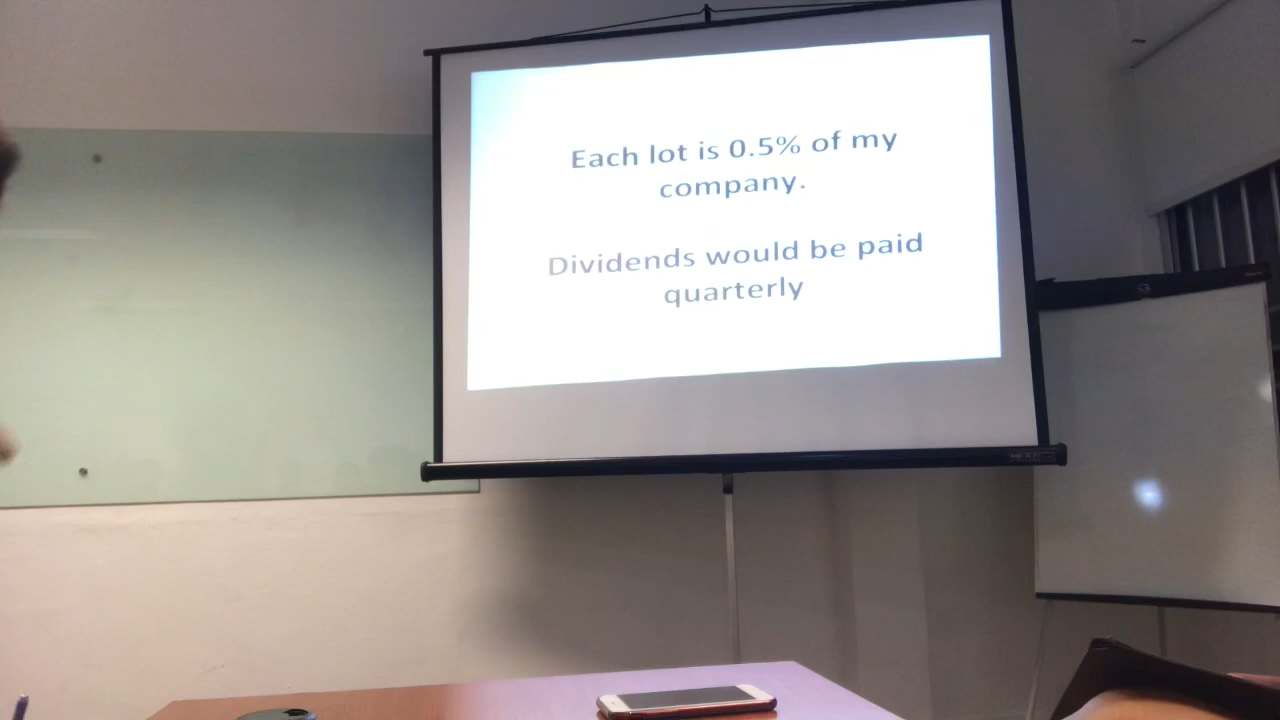 Each lot is 0.5% of my
company.
Dividends would be paid
quarterly